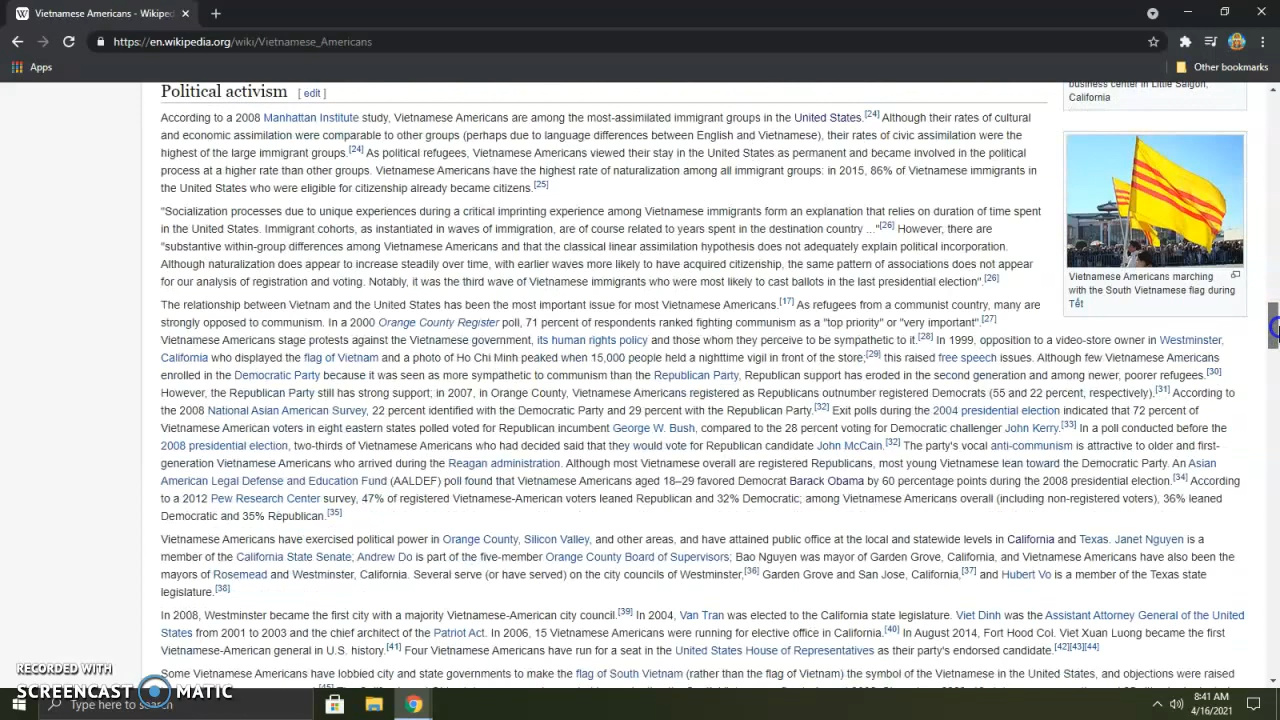 Vietnamese Americans - Wikiped
https://en.wikipedia.org/wiki/Vietnamese_Americans
Apps
Other bookmarks
business center in Little Saigon,
California
Political activism [ edit ]
According to a 2008 Manhattan Institute study, Vietnamese Americans are among the most-assimilated immigrant groups in the United States.[24] Although their rates of cultural
and economic assimilation were comparable to other groups (perhaps due to language differences between English and Vietnamese), their rates of civic assimilation were the
highest of the large immigrant groups.[24] As political refugees, Vietnamese Americans viewed their stay in the United States as permanent and became involved in the political
process at a higher rate than other groups. Vietnamese Americans have the highest rate of naturalization among all immigrant groups: in 2015, 86% of Vietnamese immigrants in
the United States who were eligible for citizenship already became citizens.[25]
"Socialization processes due to unique experiences during a critical imprinting experience among Vietnamese immigrants form an explanation that relies on duration of time spent
in the United States. Immigrant cohorts, as instantiated in waves of immigration, are of course related to years spent in the destination country ..."[26] However, there are
"substantive within-group differences among Vietnamese Americans and that the classical linear assimilation hypothesis does not adequately explain political incorporation.
Although naturalization does appear to increase steadily over time, with earlier waves more likely to have acquired citizenship, the same pattern of associations does not appear
for our analysis of registration and voting. Notably, it was the third wave of Vietnamese immigrants who were most likely to cast ballots in the last presidential election".[26]
Vietnamese Americans marching
with the South Vietnamese flag during
Tết
The relationship between Vietnam and the United States has been the most important issue for most Vietnamese Americans.[17] As refugees from a communist country, many are
strongly opposed to communism. In a 2000 Orange County Register poll, 71 percent of respondents ranked fighting communism as a "top priority" or "very important".[27]
Vietnamese Americans stage protests against the Vietnamese government, its human rights policy and those whom they perceive to be sympathetic to it.[28] In 1999, opposition to a video-store owner in Westminster,
California who displayed the flag of Vietnam and a photo of Ho Chi Minh peaked when 15,000 people held a nighttime vigil in front of the store;[29] this raised free speech issues. Although few Vietnamese Americans
enrolled in the Democratic Party because it was seen as more sympathetic to communism than the Republican Party, Republican support has eroded in the second generation and among newer, poorer refugees.[30]
However, the Republican Party still has strong support; in 2007, in Orange County, Vietnamese Americans registered as Republicans outnumber registered Democrats (55 and 22 percent, respectively).[31] According to
the 2008 National Asian American Survey, 22 percent identified with the Democratic Party and 29 percent with the Republican Party.[32] Exit polls during the 2004 presidential election indicated that 72 percent of
Vietnamese American voters in eight eastern states polled voted for Republican incumbent George W. Bush, compared to the 28 percent voting for Democratic challenger John Kerry.[33] In a poll conducted before the
2008 presidential election, two-thirds of Vietnamese Americans who had decided said that they would vote for Republican candidate John McCain.[32] The party's vocal anti-communism is attractive to older and first-
generation Vietnamese Americans who arrived during the Reagan administration. Although most Vietnamese overall are registered Republicans, most young Vietnamese lean toward the Democratic Party. An Asian
American Legal Defense and Education Fund (AALDEF) poll found that Vietnamese Americans aged 18–29 favored Democrat Barack Obama by 60 percentage points during the 2008 presidential election.[34] According
to a 2012 Pew Research Center survey, 47% of registered Vietnamese-American voters leaned Republican and 32% Democratic; among Vietnamese Americans overall (including non-registered voters), 36% leaned
Democratic and 35% Republican.[35]
Vietnamese Americans have exercised political power in Orange County, Silicon Valley, and other areas, and have attained public office at the local and statewide levels in California and Texas. Janet Nguyen is a
member of the California State Senate; Andrew Do is part of the five-member Orange County Board of Supervisors; Bao Nguyen was mayor of Garden Grove, California, and Vietnamese Americans have also been the
mayors of Rosemead and Westminster, California. Several serve (or have served) on the city councils of Westminster,[36] Garden Grove and San Jose, California,[37] and Hubert Vo is a member of the Texas state
legislature.[38]
In 2008, Westminster became the first city with a majority Vietnamese-American city council.[39] In 2004, Van Tran was elected to the California state legislature. Viet Dinh was the Assistant Attorney General of the United
States from 2001 to 2003 and the chief architect of the Patriot Act. In 2006, 15 Vietnamese Americans were running for elective office in California.[40] In August 2014, Fort Hood Col. Viet Xuan Luong became the first
Vietnamese-American general in U.S. history.[41] Four Vietnamese Americans have run for a seat in the United States House of Representatives as their party's endorsed candidate.[42][43][44]
Some Vietnamese Americans have lobbied city and state governments to make the flag of South Vietnam (rather than the flag of Vietnam) the symbol of Vietnamese in the United States, and objections were raised
RECORDED WITH
SCREENCAST MATIC
Type here to search
8:41 AM
4/16/2021